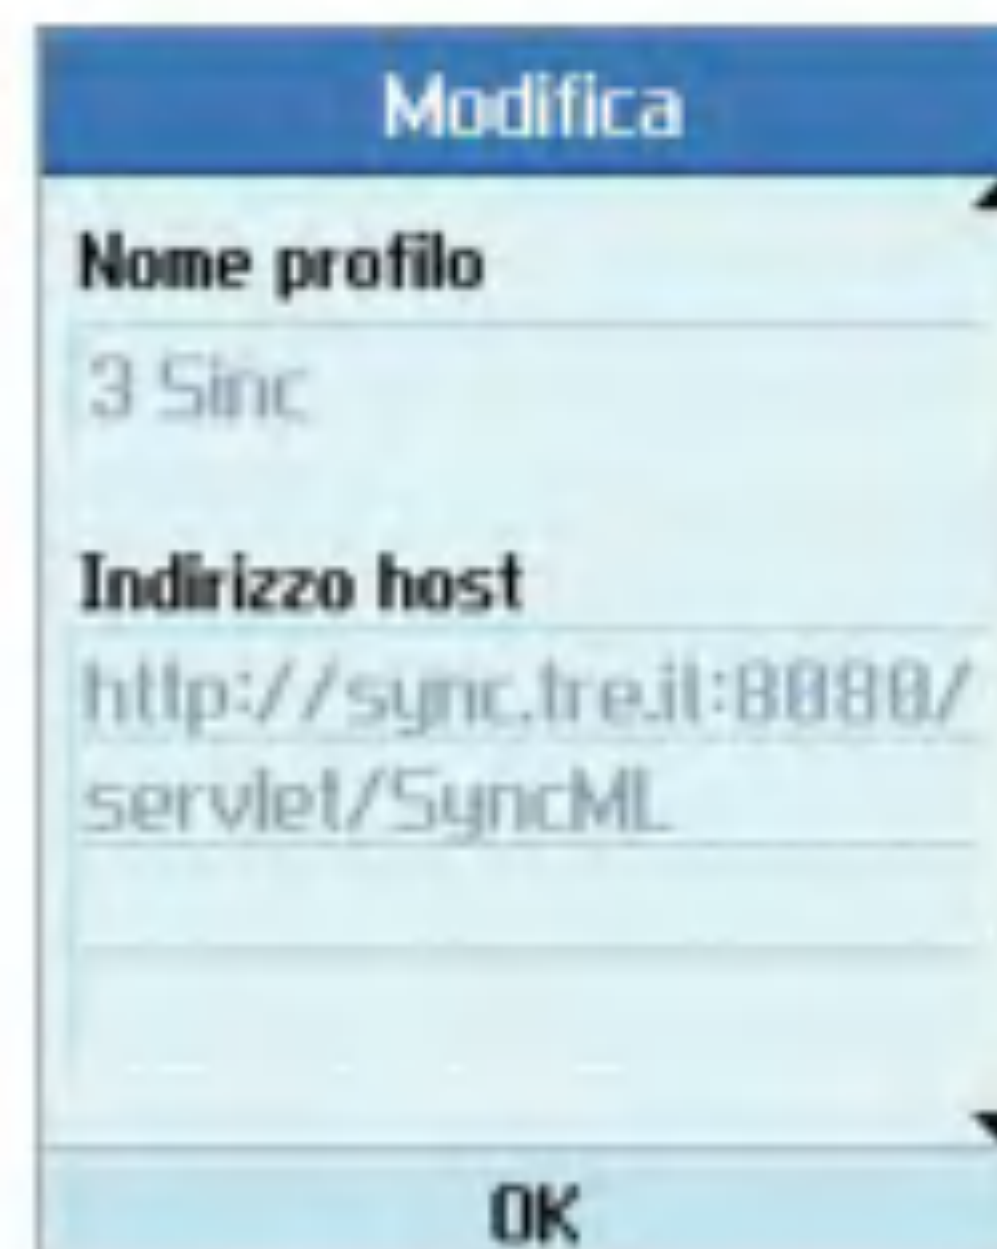 Modifica
Nome profilo
3 Sinc
Indirizzo host
http://sync.tre.it:8080/
servlet/SyncML
OK